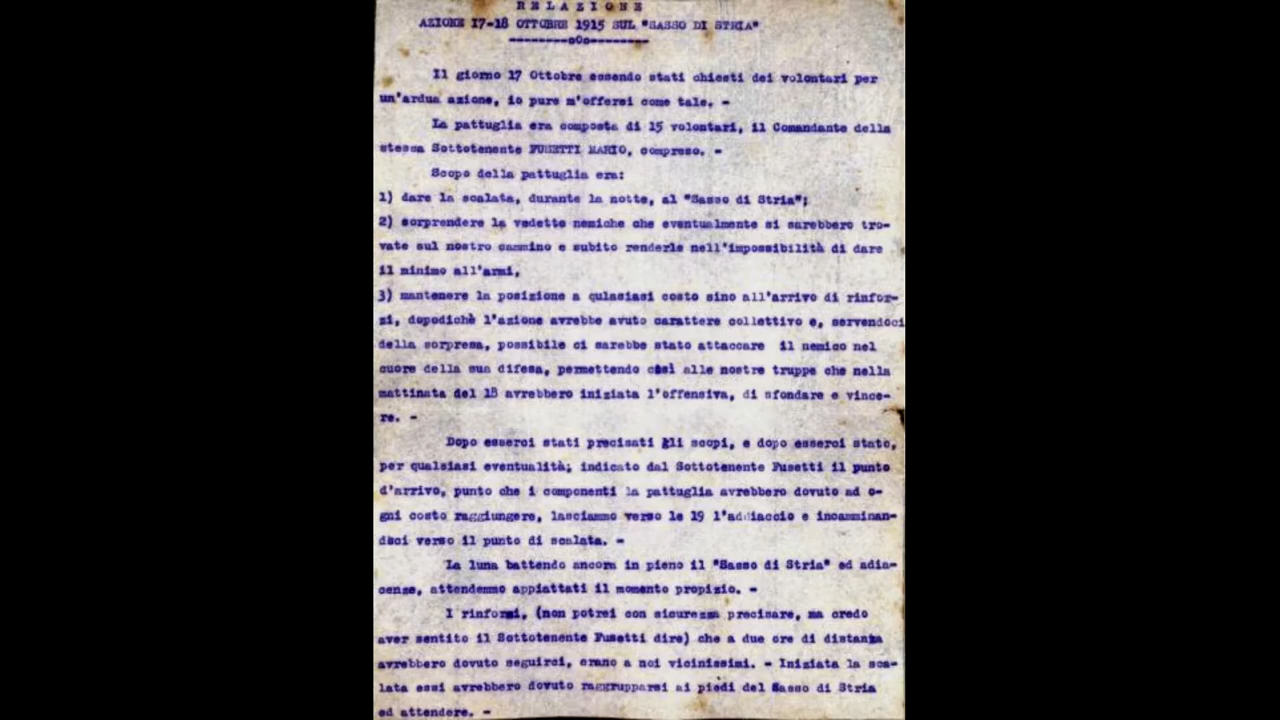 R E L A Z I O N E
AZIONE 17-18 OTTOBRE 1915 SUL "SASSO DI STRIA"
---------oOo---------
Il giorno 17 Ottobre essendo stati chiesti dei volontari per
un'ardua azione, io pure m'offersi come tale. -
La pattuglia era composta di 15 volontari, il Comandante della
stessa Sottotenente FUSETTI MARIO, compreso. -
Scopo della pattuglia era:
1) dare la scalata, durante la notte, al "Sasso di Stria";
2) sorprendere le vedette nemiche che eventualmente si sarebbero tro-
vate sul nostro cammino e subito renderle nell'impossibilità di dare
il minimo all'armi,
3) mantenere la posizione a qulasiasi costo sino all'arrivo di rinfor-
zi, dopodichè l'azione avrebbe avuto carattere collettivo e, servendoci
della sorpresa, possibile ci sarebbe stato attaccare il nemico nel
cuore della sua difesa, permettendo così alle nostre truppe che nella
mattinata del 18 avrebbero iniziata l'offensiva, di sfondare e vince-
re. -
Dopo esserci stati precisati gli scopi, e dopo esserci stato,
per qualsiasi eventualità; indicato dal Sottotenente Fusetti il punto
d'arrivo, punto che i componenti la pattuglia avrebbero dovuto ad o-
gni costo raggiungere, lasciammo verso le 19 l'addiaccio e incamminan-
doci verso il punto di scalata. -
La luna battendo ancora in pieno il "Sasso di Stria" ed adia-
cenze, attendemmo appiattati il momento propizio. -
I rinforzi, (non potrei con sicurezza precisare, ma credo
aver sentito il Sottotenente Fusetti dire) che a due ore di distanza
avrebbero dovuto seguirci, erano a noi vicinissimi. - Iniziata la sca-
lata essi avrebbero dovuto raggrupparsi ai piedi del Sasso di Stria
ed attendere. -